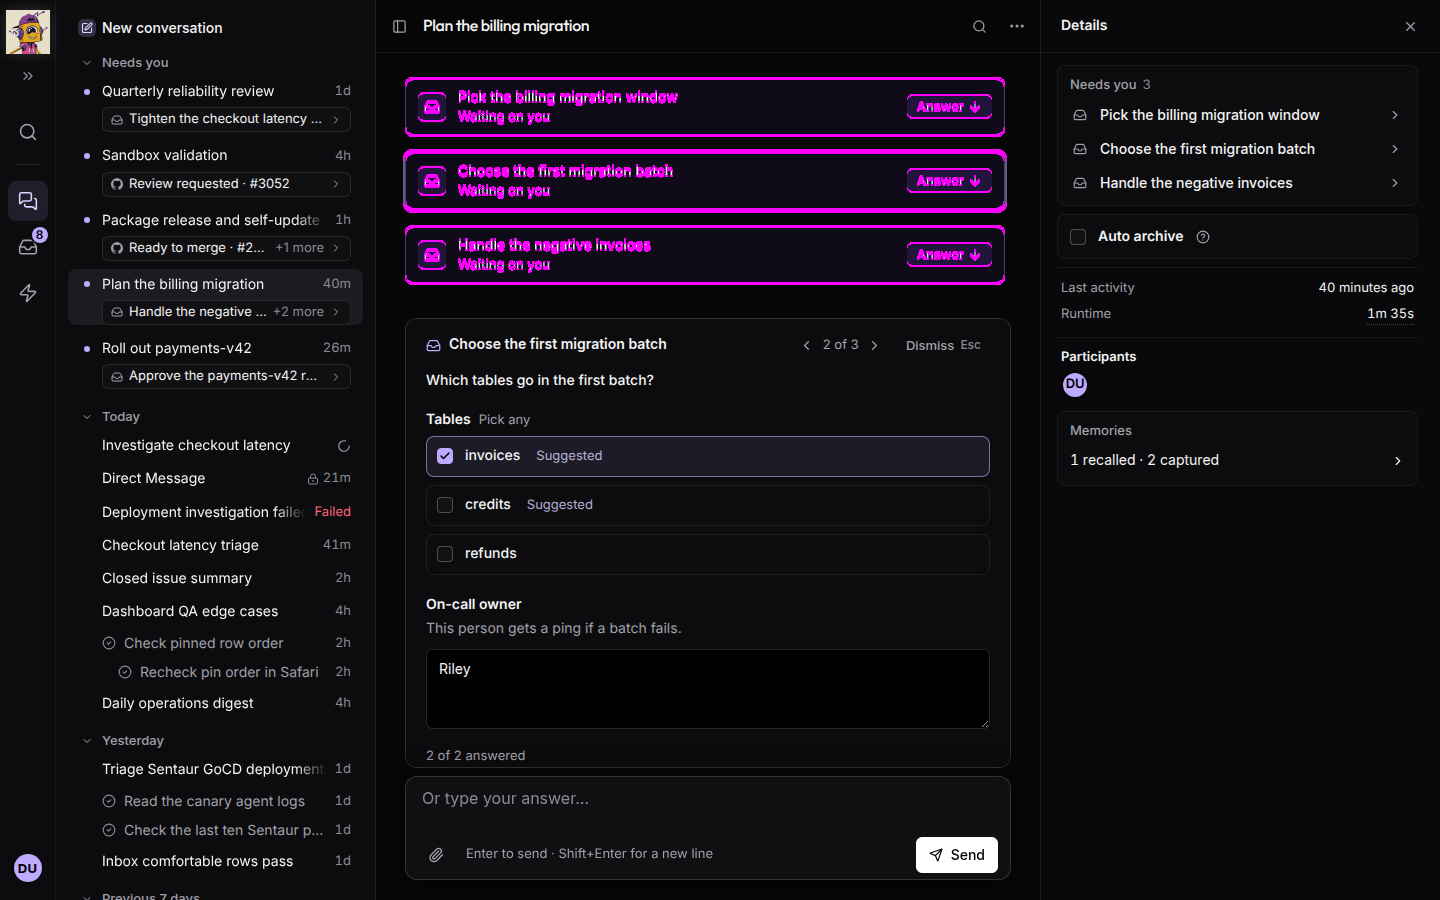 New conversation
Needs you
Quarterly reliability review 1d
Tighten the checkout latency ...
Sandbox validation 4h
Review requested · #3052
Package release and self-update 1h
Ready to merge · #2... +1 more
Plan the billing migration 40m
Handle the negative ... +2 more
Roll out payments-v42 26m
Approve the payments-v42 r...
Today
Investigate checkout latency
Direct Message 21m
Deployment investigation failed Failed
Checkout latency triage 41m
Closed issue summary 2h
Dashboard QA edge cases 4h
Check pinned row order 2h
Recheck pin order in Safari 2h
Daily operations digest 4h
Yesterday
Triage Sentaur GoCD deployment 1d
Read the canary agent logs 1d
Check the last ten Sentaur p... 1d
Inbox comfortable rows pass 1d
Previous 7 days
8
DU
Plan the billing migration
Pick the billing migration window
Waiting on you
Answer
Choose the first migration batch
Waiting on you
Answer
Handle the negative invoices
Waiting on you
Answer
Choose the first migration batch 2 of 3 Dismiss Esc
Which tables go in the first batch?
Tables Pick any
invoices Suggested
credits Suggested
refunds
On-call owner
This person gets a ping if a batch fails.
Riley
2 of 2 answered
Or type your answer...
Enter to send · Shift+Enter for a new line
Send
Details
Needs you 3
Pick the billing migration window
Choose the first migration batch
Handle the negative invoices
Auto archive
Last activity 40 minutes ago
Runtime 1m 35s
Participants
DU
Memories
1 recalled · 2 captured